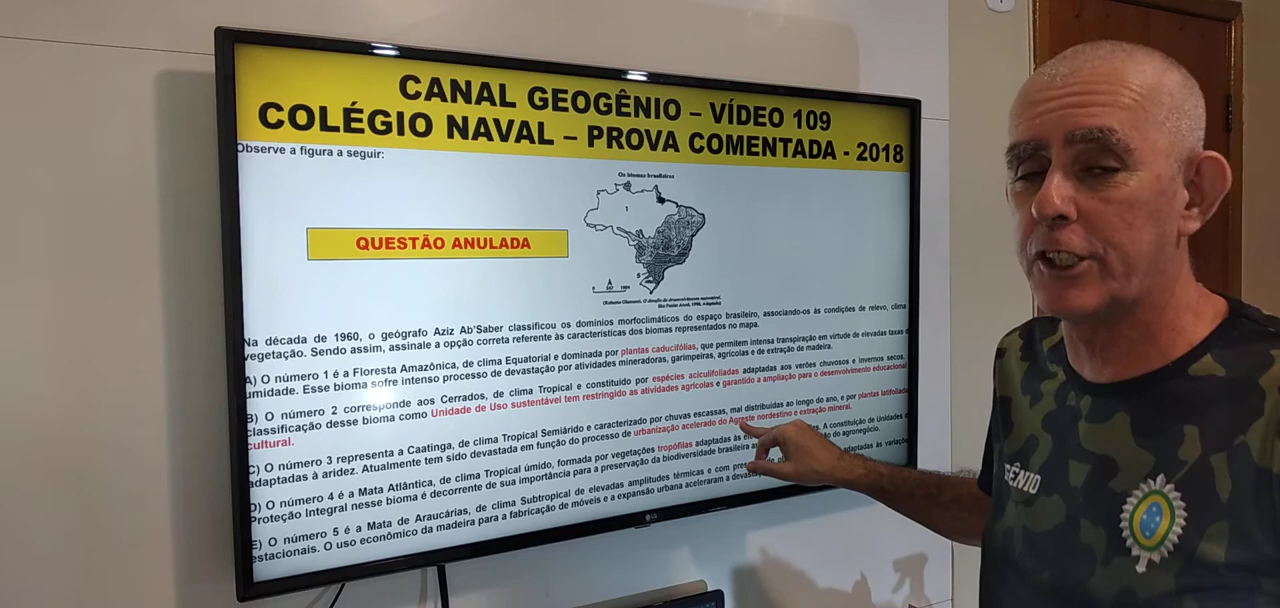 CANAL GEOGÊNIO – VÍDEO 109
COLÉGIO NAVAL – PROVA COMENTADA - 2018
Observe a figura a seguir:
Os biomas brasileiros
1
QUESTÃO ANULADA
5
Na década de 1960, o geógrafo Aziz Ab'Saber classificou os domínios morfoclimáticos do espaço brasileiro, associando-os às condições de relevo, clima
vegetação. Sendo assim, assinale a opção correta referente às características dos biomas representados no mapa.
A) O número 1 é a Floresta Amazônica, de clima Equatorial e dominada por plantas caducifólias, que permitem intensa transpiração em virtude de elevadas taxas
umidade. Esse bioma sofre intenso processo de devastação por atividades mineradoras, garimpeiras, agrícolas e de extração de madeira.
B) O número 2 corresponde aos Cerrados, de clima Tropical e constituído por espécies aciculifoliadas adaptadas aos verões chuvosos e invernos secos.
classificação desse bioma como Unidade de Uso sustentável tem restringido as atividades agrícolas e garantido a ampliação para o desenvolvimento educacional
cultural.
C) O número 3 representa a Caatinga, de clima Tropical Semiárido e caracterizado por chuvas escassas, mal distribuídas ao longo do ano, e por plantas latifoliadas
adaptadas à aridez. Atualmente tem sido devastada em função do processo de urbanização acelerado do Agreste nordestino e extração mineral.
D) O número 4 é a Mata Atlântica, de clima Tropical úmido, formada por vegetações tropófilas adaptadas às A constituição de Unidades
Proteção Integral nesse bioma é decorrente de sua importância para a preservação da biodiversidade brasileira do agronegócio.
E) O número 5 é a Mata de Araucárias, de clima Subtropical de elevadas amplitudes térmicas e com adaptadas às
estacionais. O uso econômico da madeira para a fabricação de móveis e a expansão urbana aceleraram a
LG
ÊNIO